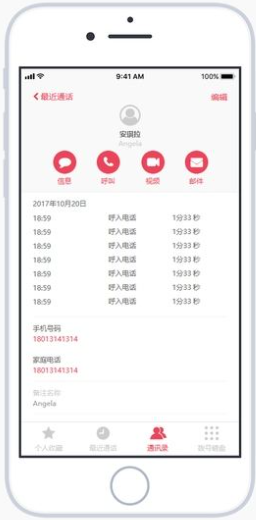 9:41 AM 100%
最近通话 编辑
安琪拉
Angela
信息 呼叫 视频 邮件
2017年10月20日
18:59 呼入电话 1分33 秒
18:59 呼入电话 1分33 秒
18:59 呼入电话 1分33 秒
18:59 呼入电话 1分33 秒
18:59 呼入电话 1分33 秒
18:59 呼入电话 1分33 秒
18:59 呼入电话 1分33 秒
手机号码
18013141314
家庭电话
18013141314
备注名称
Angela
个人收藏 最近通话 通讯录 拨号键盘